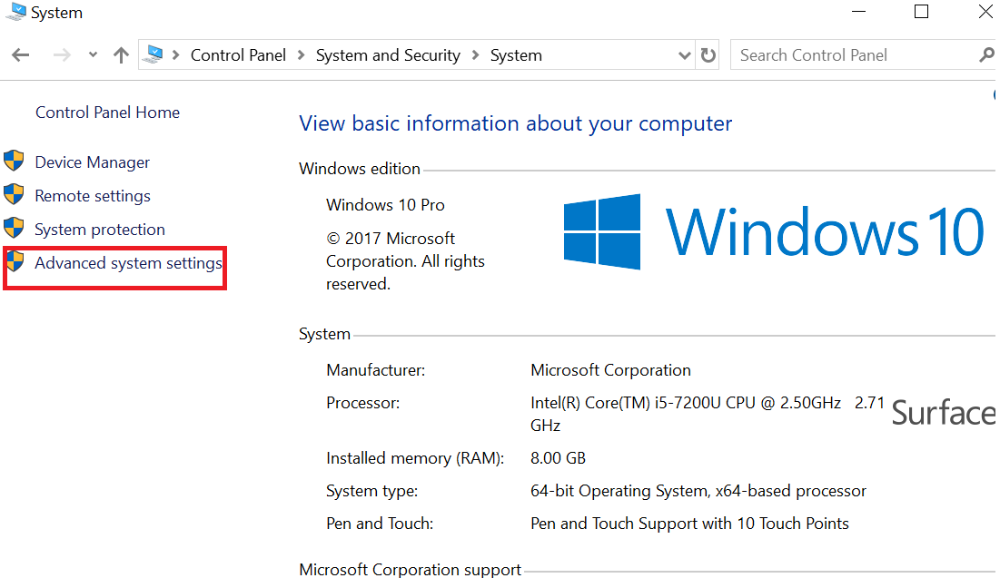 System
Control Panel System and Security System
Search Control Panel
Control Panel Home
Device Manager
Remote settings
System protection
Advanced system settings
View basic information about your computer
Windows edition
Windows 10 Pro
© 2017 Microsoft
Corporation. All rights
reserved.
Windows 10
System
Manufacturer: Microsoft Corporation
Processor: Intel(R) Core(TM) i5-7200U CPU @ 2.50GHz 2.71
GHz
Surface
Installed memory (RAM): 8.00 GB
System type: 64-bit Operating System, x64-based processor
Pen and Touch: Pen and Touch Support with 10 Touch Points
Microsoft Corporation support